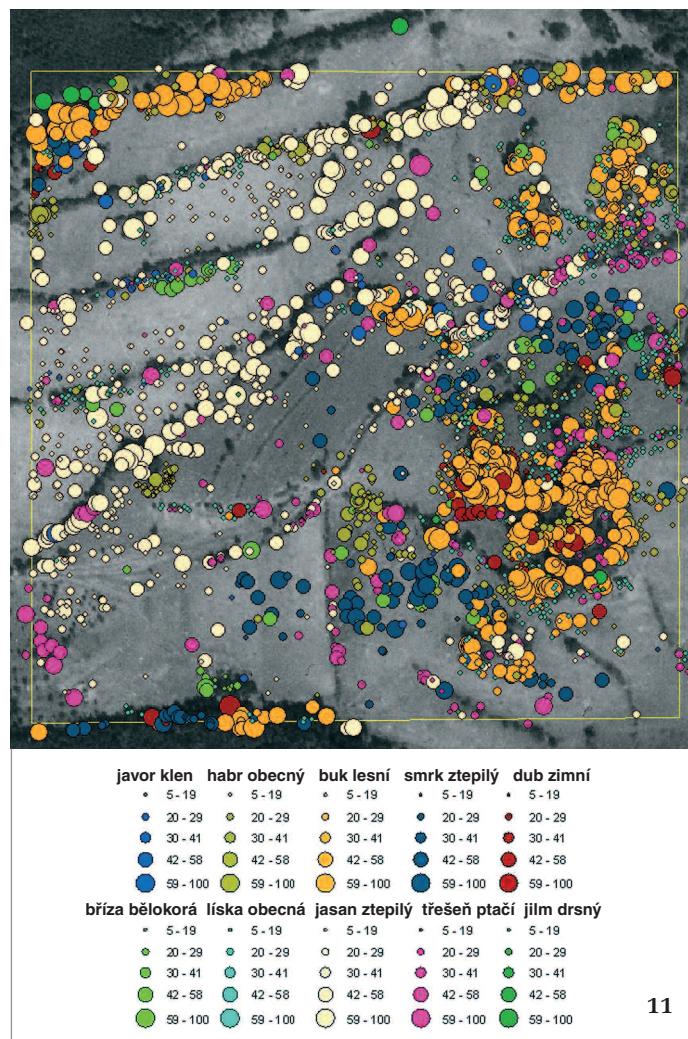 javor klen habr obecný buk lesní smrk ztepilý dub zimní
5 - 19 5 - 19 5 - 19 5 - 19 5 - 19
20 - 29 20 - 29 20 - 29 20 - 29 20 - 29
30 - 41 30 - 41 30 - 41 30 - 41 30 - 41
42 - 58 42 - 58 42 - 58 42 - 58 42 - 58
59 - 100 59 - 100 59 - 100 59 - 100 59 - 100
bříza bělokorá líska obecná jasan ztepilý třešeň ptačí jilm drsný
5 - 19 5 - 19 5 - 19 5 - 19 5 - 19
20 - 29 20 - 29 20 - 29 20 - 29 20 - 29
30 - 41 30 - 41 30 - 41 30 - 41 30 - 41
42 - 58 42 - 58 42 - 58 42 - 58 42 - 58
59 - 100 59 - 100 59 - 100 59 - 100 59 - 100
11